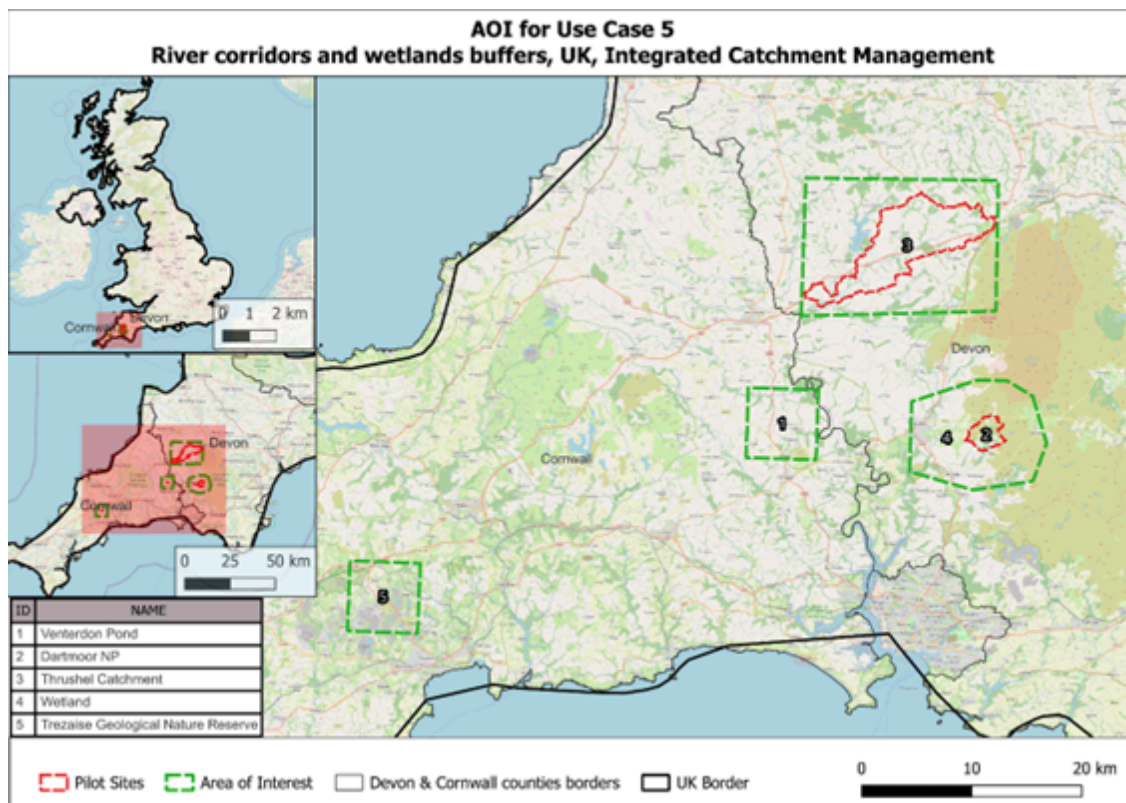 AOI for Use Case 5
River corridors and wetlands buffers, UK, Integrated Catchment Management
Cornwall Devon
0 1 2 km
Devon
Cornwall
0 25 50 km
ID NAME
1 Venterdon Pond
2 Dartmoor NP
3 Thrushel Catchment
4 Wetland
5 Trezaise Geological Nature Reserve
3
Devon
1
4 2
Cornwall
5
Pilot Sites Area of Interest Devon & Cornwall counties borders UK Border
0 10 20 km